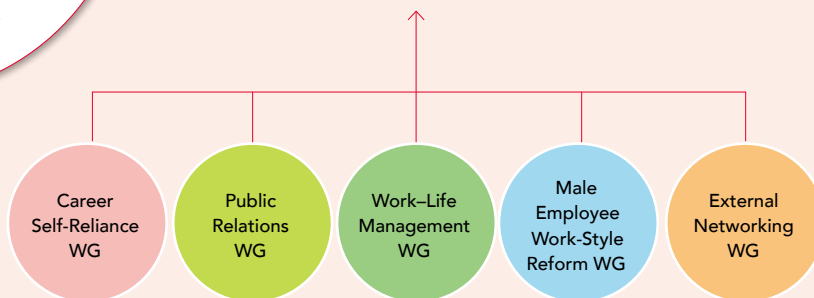 Career
Self-Reliance
WG
Public
Relations
WG
Work–Life
Management
WG
Male
Employee
Work-Style
Reform WG
External
Networking
WG